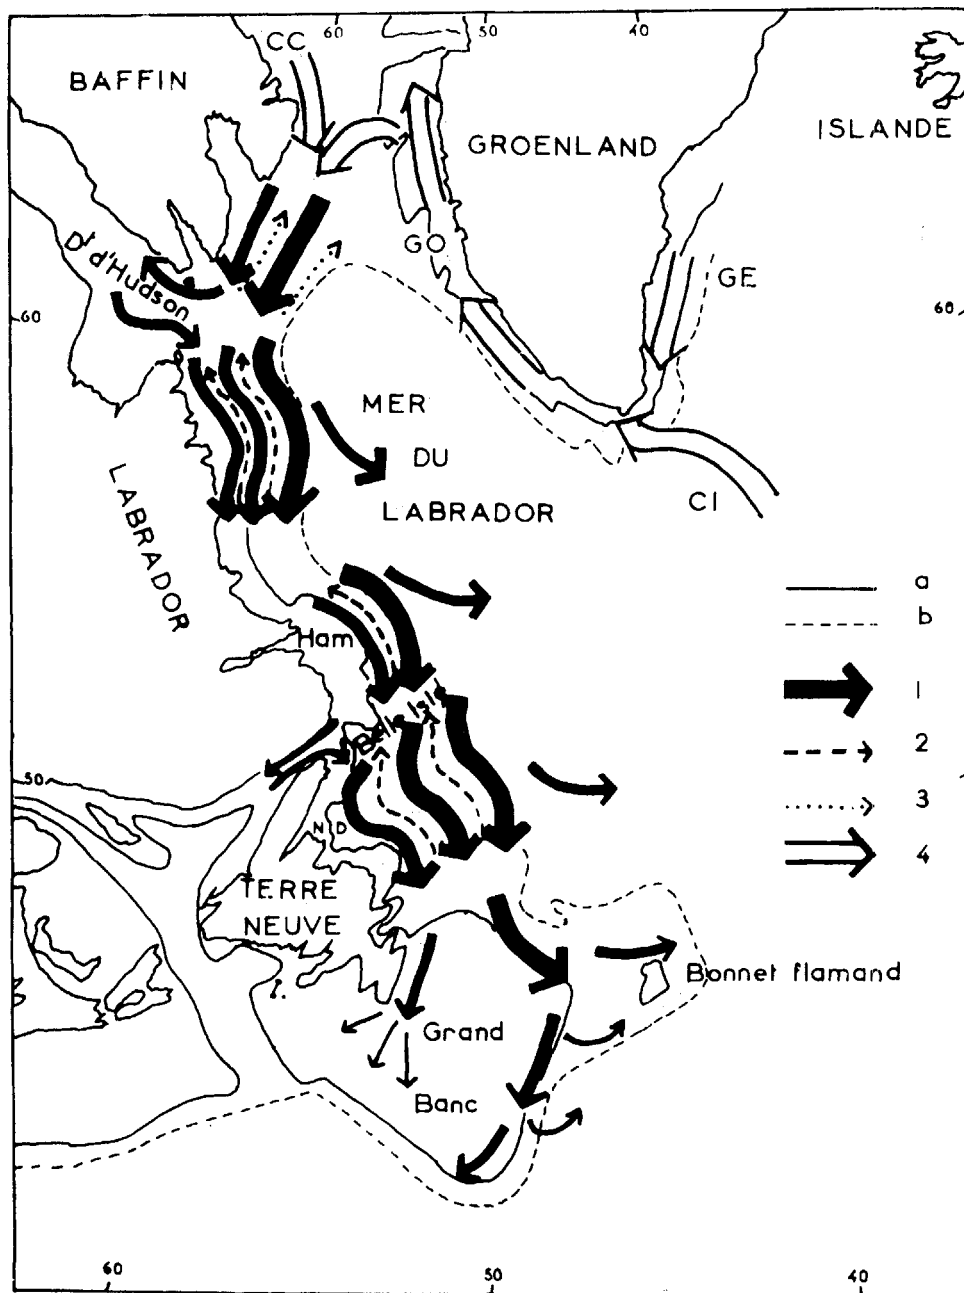 60
50
40
CC
BAFFIN
GROENLAND
ISLANDE
Dt d'Hudson
GO
GE
60
60
MER
DU
LABRADOR
CI
LABRADOR
a
b
Ham
1
Belle Isle
2
50
3
N D
4
TERRE
NEUVE
Bonnet flamand
Grand
Banc
60
50
40